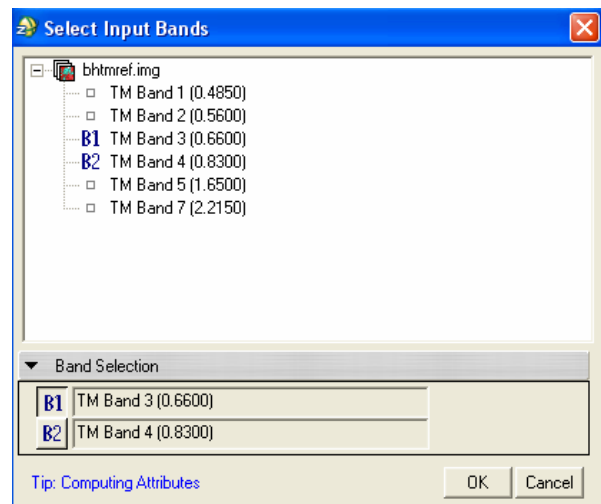 Select Input Bands
bhtmref.img
TM Band 1 (0.4850)
TM Band 2 (0.5600)
B1 TM Band 3 (0.6600)
B2 TM Band 4 (0.8300)
TM Band 5 (1.6500)
TM Band 7 (2.2150)
Band Selection
B1 TM Band 3 (0.6600)
B2 TM Band 4 (0.8300)
Tip: Computing Attributes OK Cancel